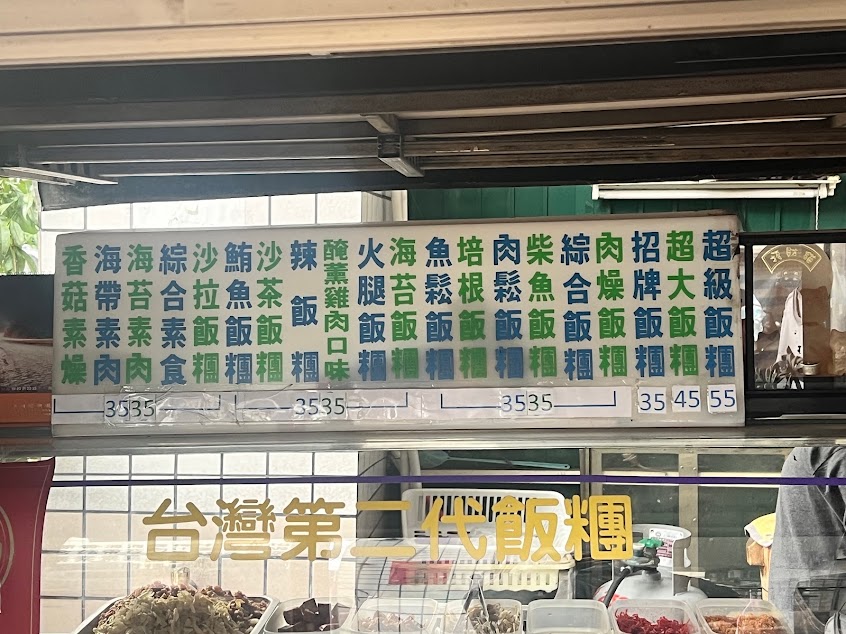 超級飯糰
超大飯糰
招牌飯糰
肉燥飯糰
綜合飯糰
柴魚飯糰
肉鬆飯糰
培根飯糰
魚鬆飯糰
海苔飯糰
火腿飯糰
醃薰雞肉口味
辣飯糰
沙茶飯糰
鮪魚飯糰
沙拉飯糰
綜合素食
海苔素肉
海帶素肉
香菇素燥
3535 3535 3535 35 45 55
台灣第二代飯糰